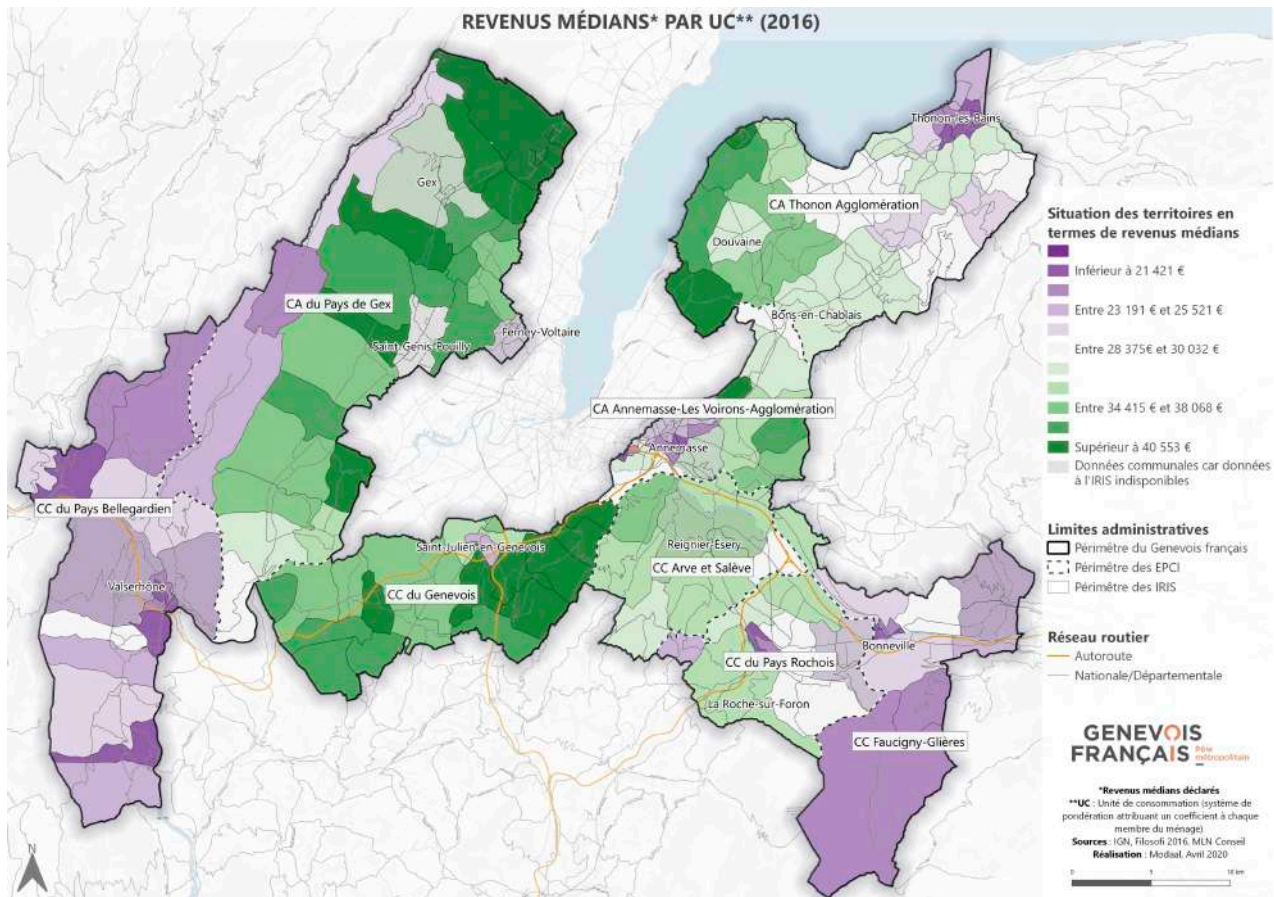 REVENUS MÉDIANS* PAR UC** (2016)
Thonon-les-Bains
Gex
CA Thonon Agglomération
Douvaine
CA du Pays de Gex
Ferney-Voltaire
Bons-en-Chablais
Saint-Genis-Pouilly
CA Annemasse-Les Voirons-Agglomération
Annemasse
CC du Pays Bellegardien
Saint-Julien-en-Genevois
Reignier-Ésery
CC Arve et Salève
Valserhône
CC du Genevois
Bonneville
CC du Pays Rochois
La Roche-sur-Foron
CC Faucigny-Glières
Situation des territoires en
termes de revenus médians
Inférieur à 21 421 €
Entre 23 191 € et 25 521 €
Entre 28 375€ et 30 032 €
Entre 34 415 € et 38 068 €
Supérieur à 40 553 €
Données communales car données
à l'IRIS indisponibles
Limites administratives
Périmètre du Genevois français
Périmètre des EPCI
Périmètre des IRIS
Réseau routier
Autoroute
Nationale/Départementale
GENEVOIS
FRANÇAIS Pôle
métropolitain
*Revenus médians déclarés
**UC : Unité de consommation (système de
pondération attribuant un coefficient à chaque
membre du ménage)
Sources : IGN, Filosofi 2016, MLN Conseil
Réalisation : Modaal, Avril 2020
N
0 5 10 km